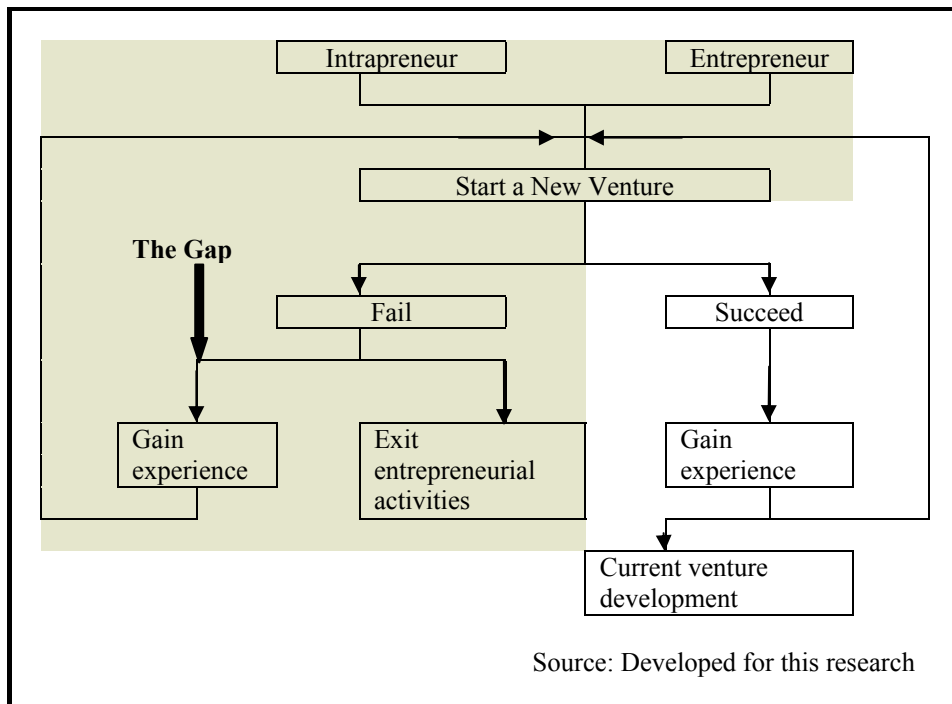 Intrapreneur
Entrepreneur
Start a New Venture
The Gap
Fail
Succeed
Gain
experience
Exit
entrepreneurial
activities
Gain
experience
Current venture
development
Source: Developed for this research